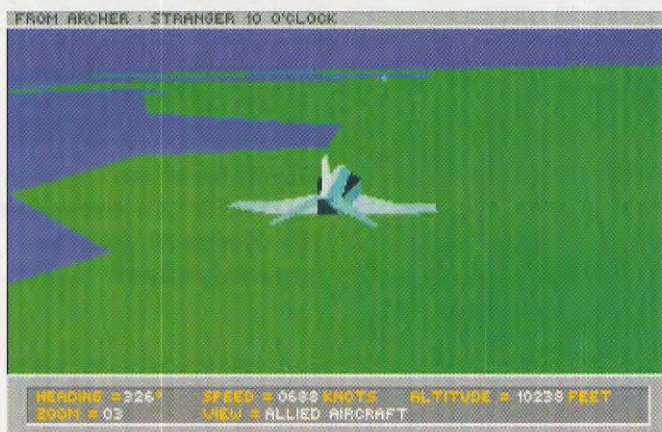 FROM ARCHER : STRANGER 10 O'CLOCK
HEADING = 326° SPEED = 0688 KNOTS ALTITUDE = 10238 FEET
ZOOM = 03 VIEW = ALLIED AIRCRAFT